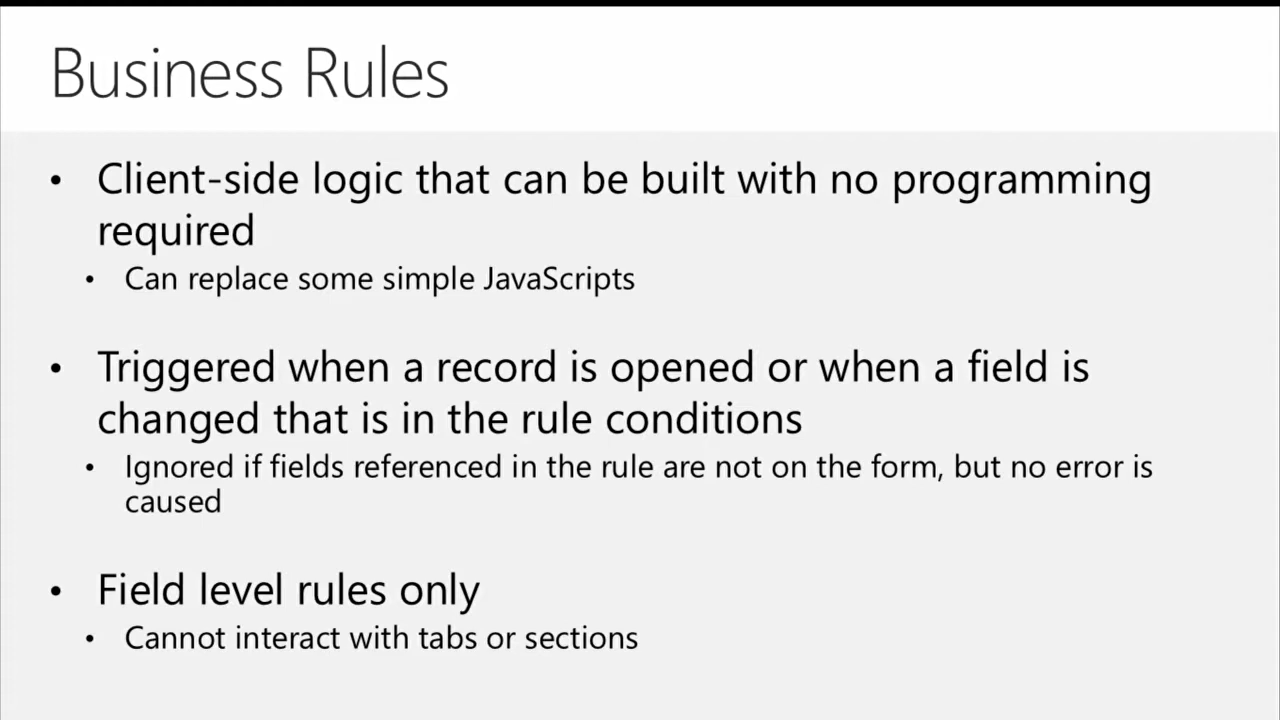 Business Rules
• Client-side logic that can be built with no programming
required
• Can replace some simple JavaScripts
• Triggered when a record is opened or when a field is
changed that is in the rule conditions
• Ignored if fields referenced in the rule are not on the form, but no error is
caused
• Field level rules only
• Cannot interact with tabs or sections